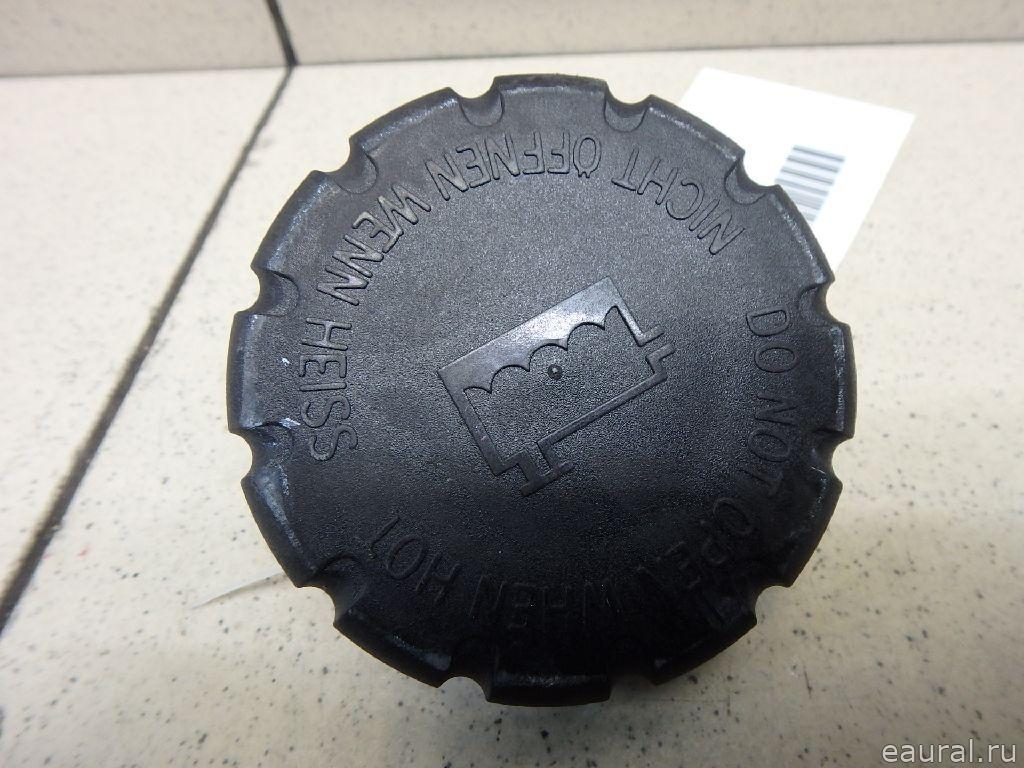 DO NOT OPEN WHEN HOT
NICHT ÖFFNEN WENN HEISS
eaural.ru